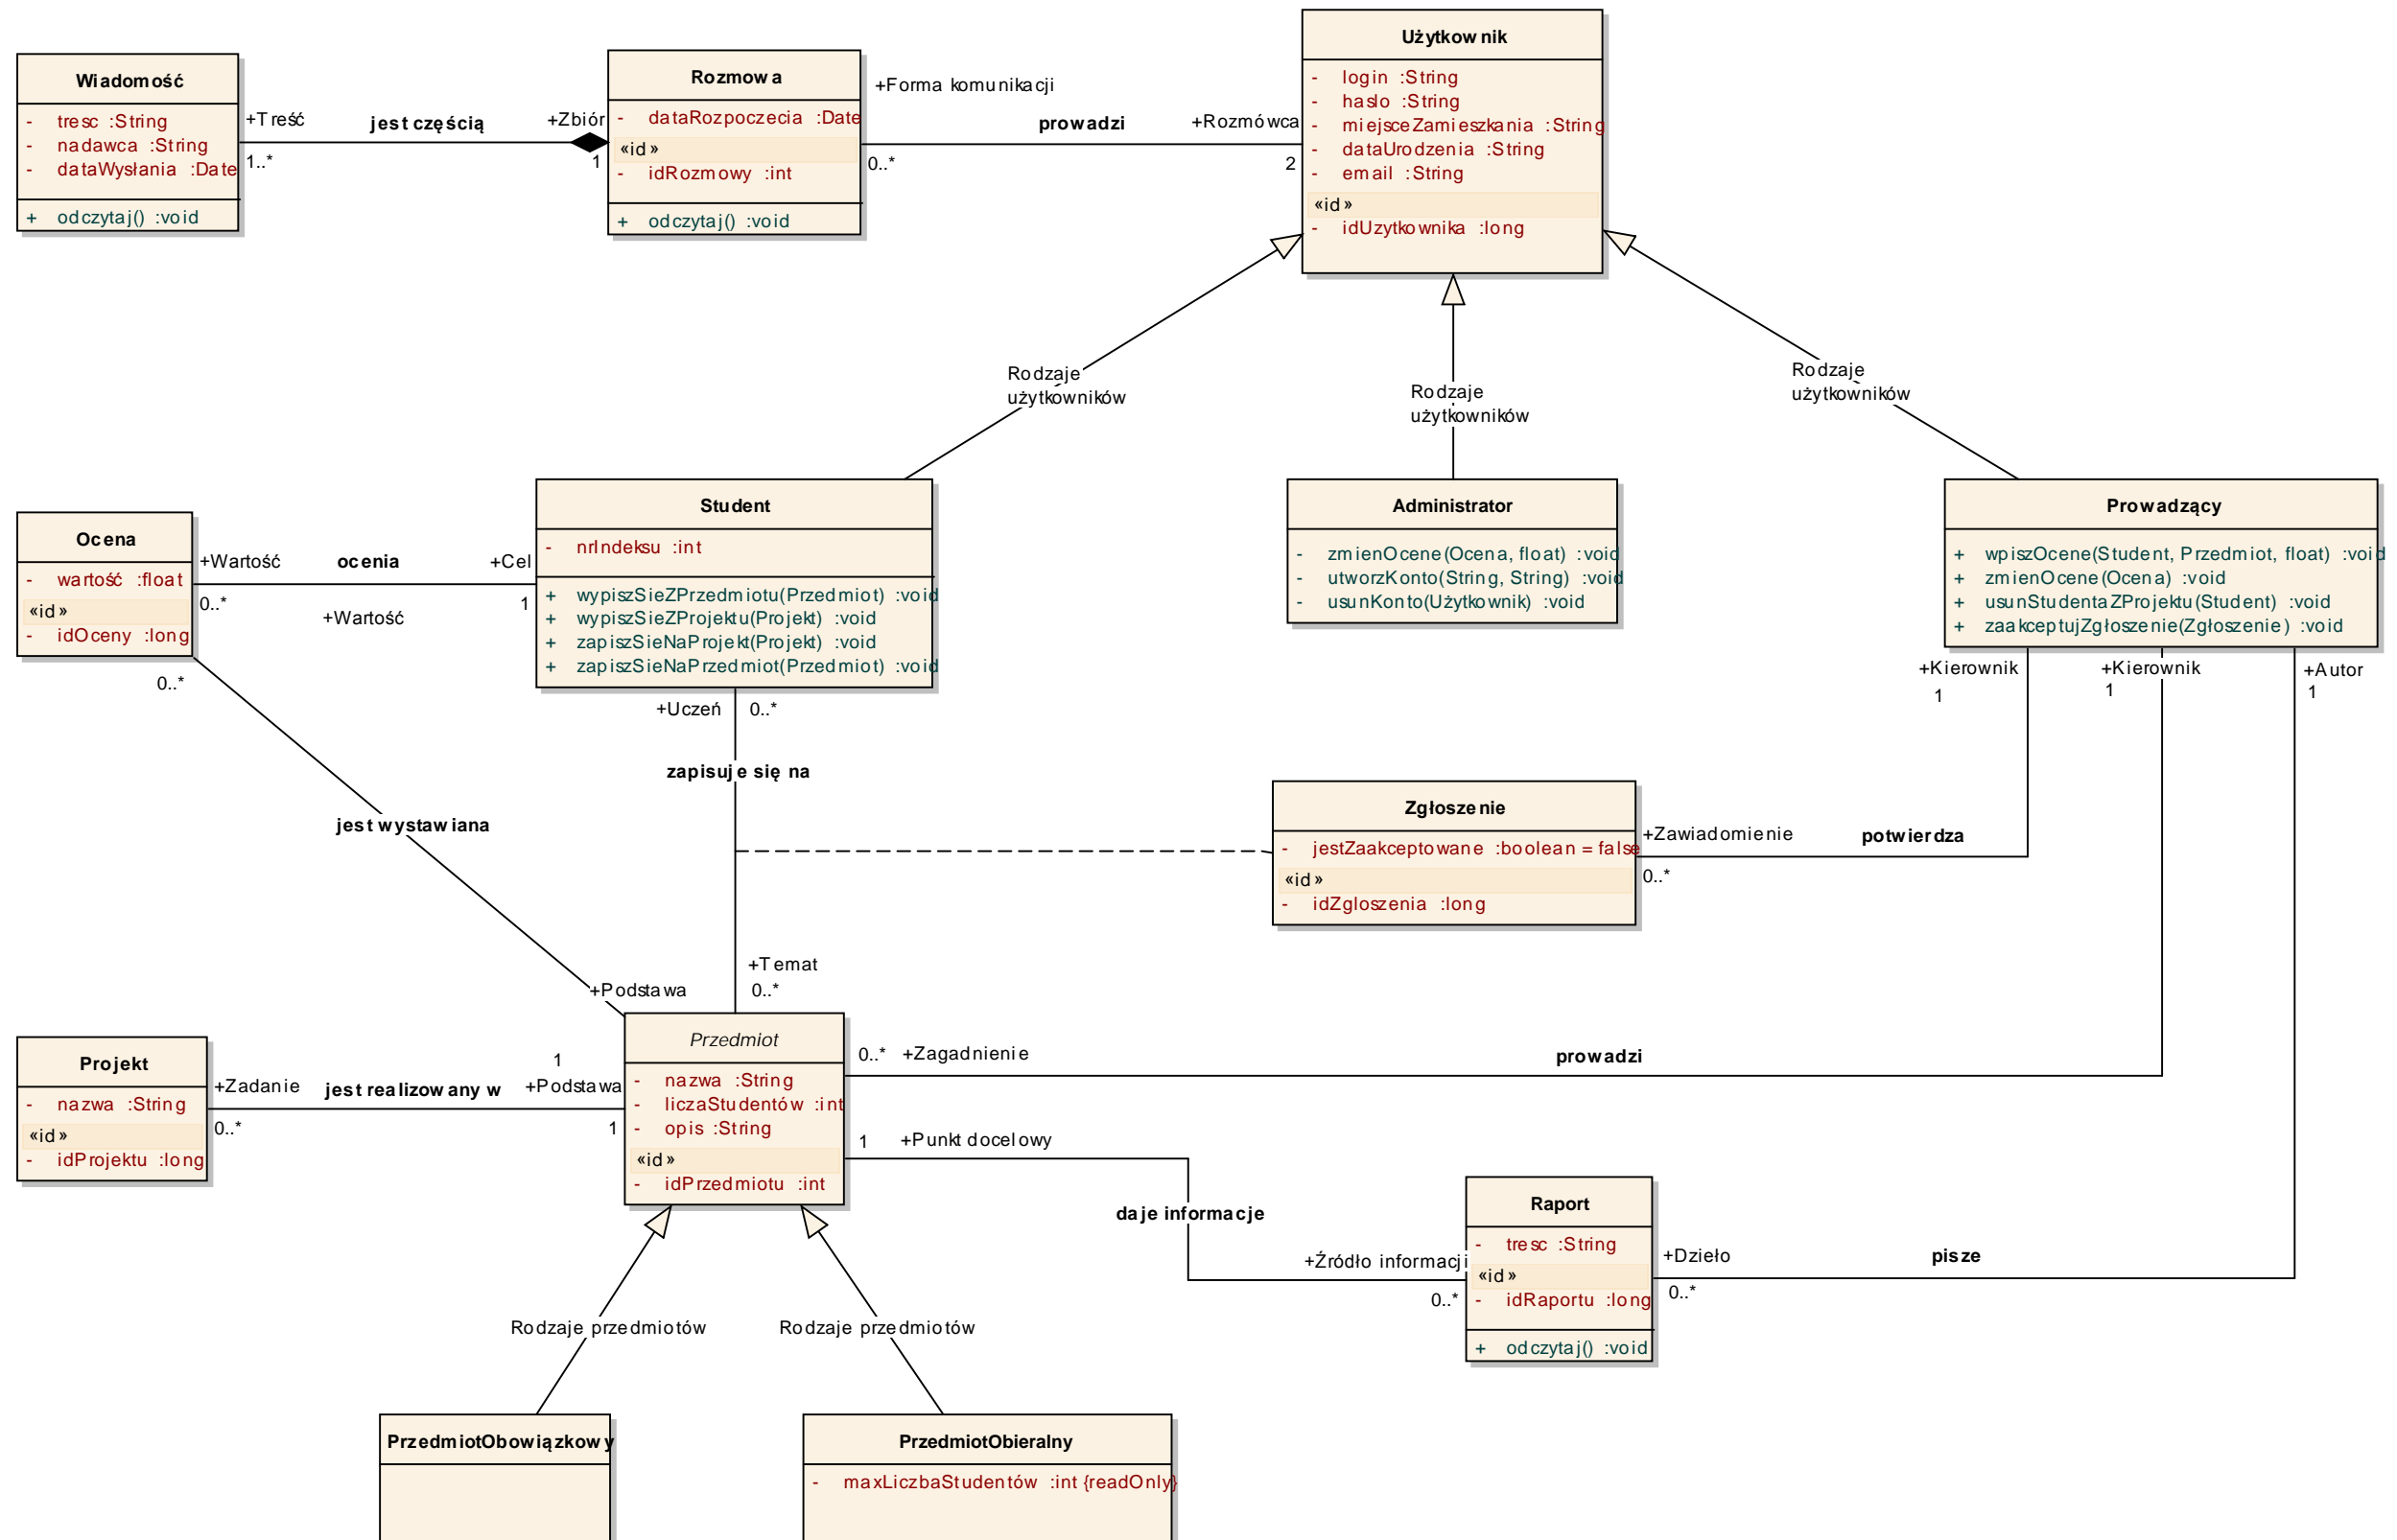 Wiadomość
- tresc :String
- nadawca :String
- dataWysłania :Date
+ odczytaj() :void
+Treść
1..*
jest częścią
+Zbiór
1
Rozmowa
- dataRozpoczecia :Date
«id»
- idRozmowy :int
+ odczytaj() :void
+Forma komunikacji
0..*
prowadzi
+Rozmówca
2
Użytkownik
- login :String
- haslo :String
- miejsceZamieszkania :String
- dataUrodzenia :String
- email :String
«id»
- idUzytkownika :long
Rodzaje
użytkowników
Rodzaje
użytkowników
Rodzaje
użytkowników
Ocena
- wartość :float
«id»
- idOceny :long
+Wartość
0..*
ocenia
+Wartość
+Cel
1
Student
- nrIndeksu :int
+ wypiszSieZPrzedmiotu(Przedmiot) :void
+ wypiszSieZProjektu(Projekt) :void
+ zapiszSieNaProjekt(Projekt) :void
+ zapiszSieNaPrzedmiot(Przedmiot) :void
Administrator
- zmienOcene(Ocena, float) :void
- utworzKonto(String, String) :void
- usunKonto(Użytkownik) :void
Prowadzący
+ wpiszOcene(Student, Przedmiot, float) :void
+ zmienOcene(Ocena) :void
+ usunStudentaZProjektu(Student) :void
+ zaakceptujZgłoszenie(Zgłoszenie) :void
0..*
+Uczeń
0..*
+Kierownik
1
+Kierownik
1
+Autor
1
zapisuje się na
jest wystawiana
Zgłoszenie
- jestZaakceptowane :boolean = false
«id»
- idZgloszenia :long
+Zawiadomienie
0..*
potwierdza
+Temat
0..*
+Podstawa
1
Projekt
- nazwa :String
«id»
- idProjektu :long
+Zadanie
0..*
jest realizowany w
+Podstawa
1
Przedmiot
- nazwa :String
- liczaStudentów :int
- opis :String
«id»
- idPrzedmiotu :int
0..*
+Zagadnienie
prowadzi
1
+Punkt docelowy
daje informacje
+Źródło informacji
0..*
Raport
- tresc :String
«id»
- idRaportu :long
+ odczytaj() :void
+Dzieło
0..*
pisze
Rodzaje przedmiotów
Rodzaje przedmiotów
PrzedmiotObowiązkowy
PrzedmiotObieralny
- maxLiczbaStudentów :int {readOnly}